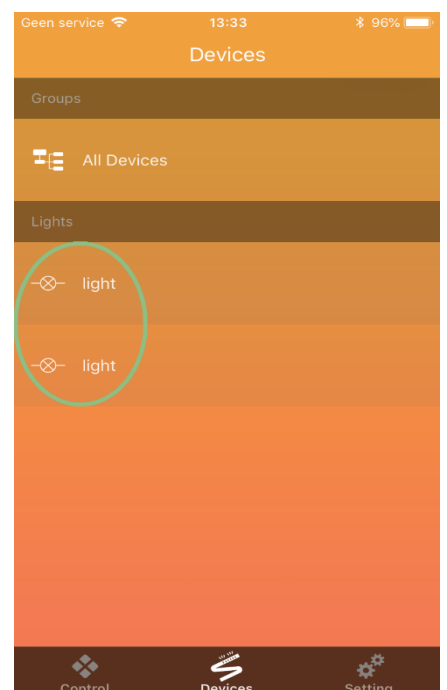 Geen service 13:33 96%
Devices
Groups
All Devices
Lights
light
light
Control Devices Setting